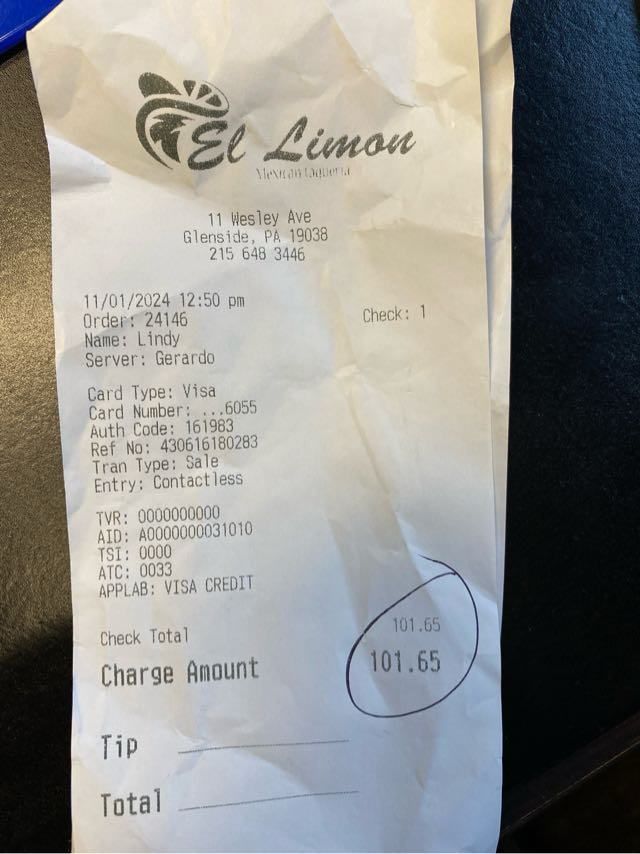 El Limon
Mexican taqueria
11 Wesley Ave
Glenside, PA 19038
215 648 3446
11/01/2024 12:50 pm
Order: 24146 Check: 1
Name: Lindy
Server: Gerardo
Card Type: Visa
Card Number: ...6055
Auth Code: 161983
Ref No: 430616180283
Tran Type: Sale
Entry: Contactless
TVR: 0000000000
AID: A0000000031010
TSI: 0000
ATC: 0033
APPLAB: VISA CREDIT
Check Total 101.65
Charge Amount 101.65
Tip
Total